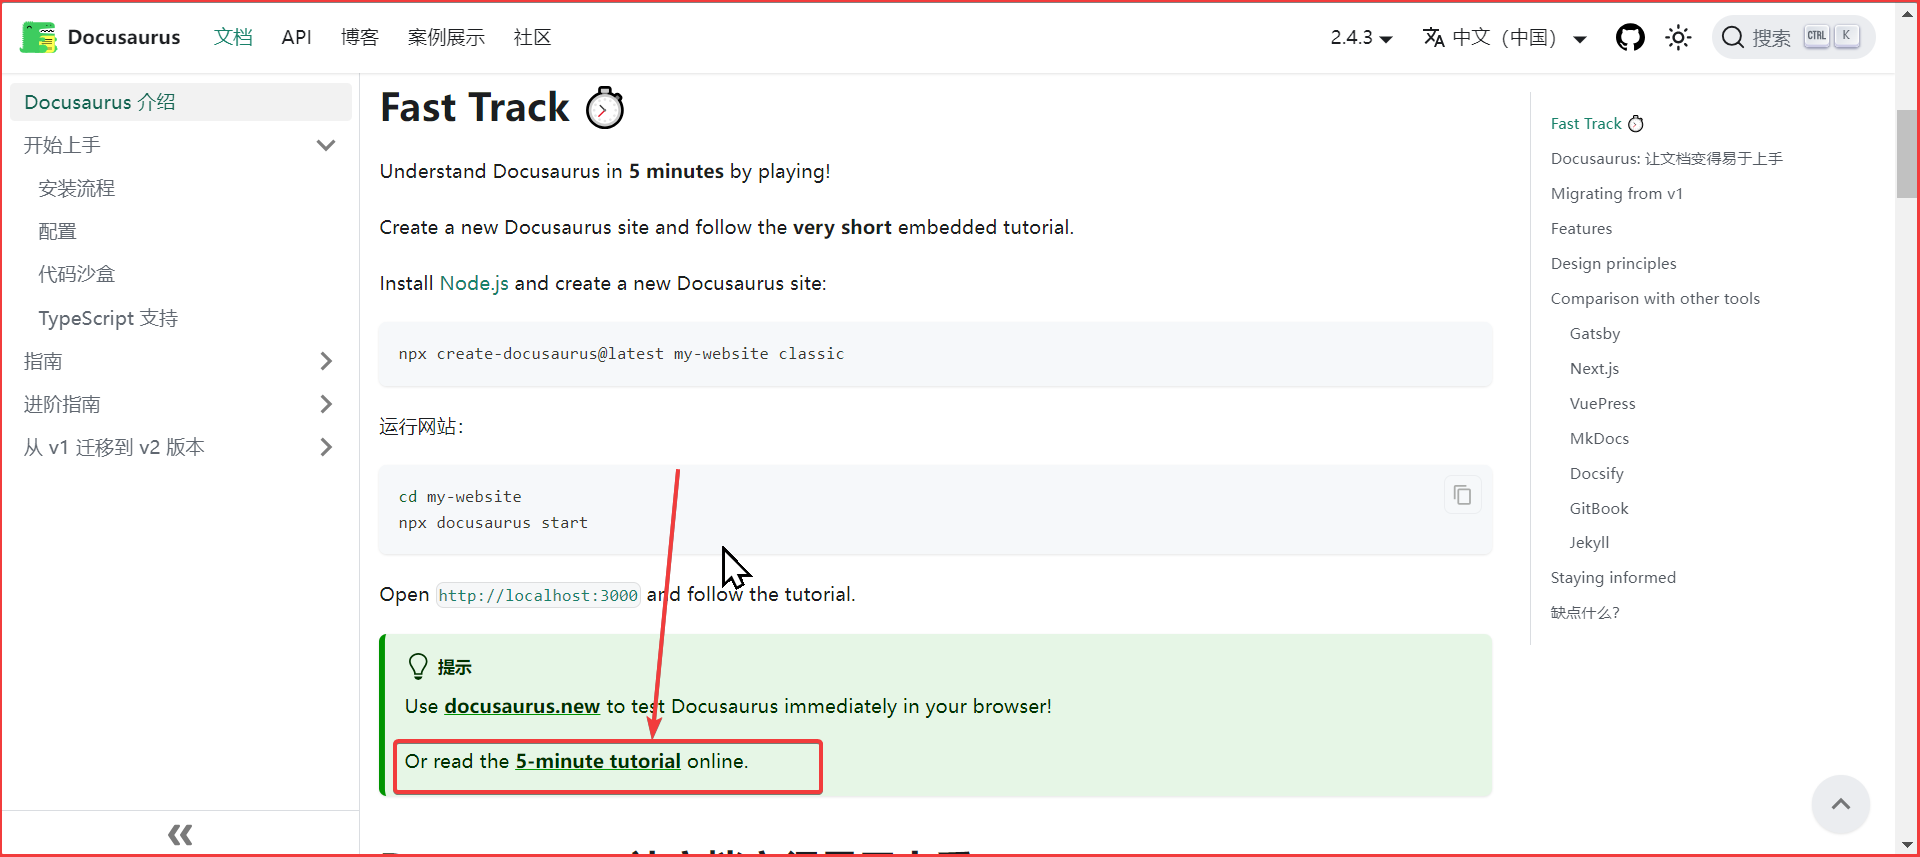 Docusaurus 文档 API 博客 案例展示 社区 2.4.3 中文（中国） 搜索 CTRL K
Docusaurus 介绍
开始上手
安装流程
配置
代码沙盒
TypeScript 支持
指南
进阶指南
从 v1 迁移到 v2 版本
Fast Track ⏱️
Understand Docusaurus in 5 minutes by playing!
Create a new Docusaurus site and follow the very short embedded tutorial.
Install Node.js and create a new Docusaurus site:
npx create-docusaurus@latest my-website classic
运行网站：
cd my-website
npx docusaurus start
Open http://localhost:3000 and follow the tutorial.
提示
Use docusaurus.new to test Docusaurus immediately in your browser!
Or read the 5-minute tutorial online.
Fast Track ⏱️
Docusaurus: 让文档变得易于上手
Migrating from v1
Features
Design principles
Comparison with other tools
Gatsby
Next.js
VuePress
MkDocs
Docsify
GitBook
Jekyll
Staying informed
缺点什么？